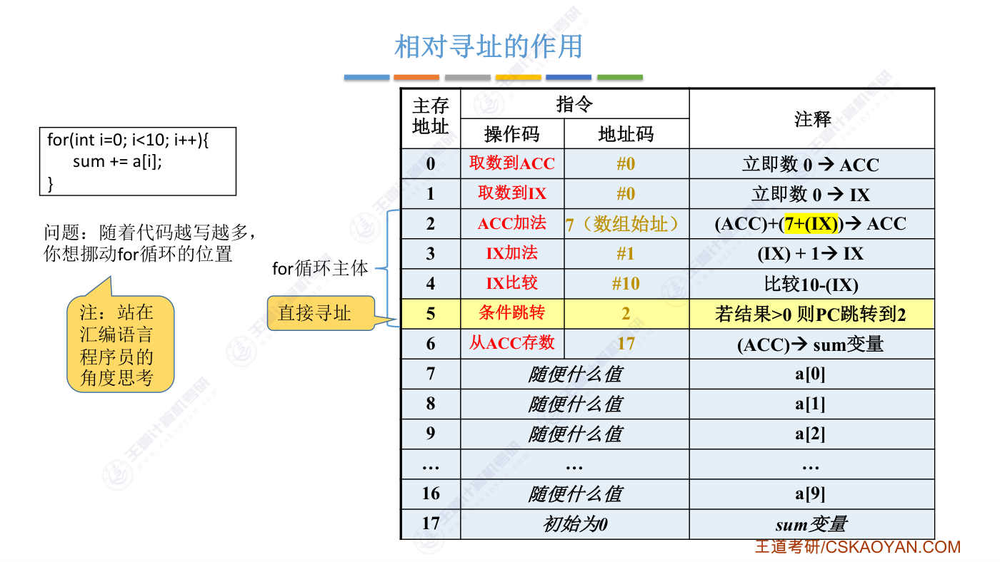 相对寻址的作用
for(int i=0; i<10; i++){
sum += a[i];
}
问题：随着代码越写越多，
你想挪动for循环的位置
注：站在
汇编语言
程序员的
角度思考
for循环主体
直接寻址
主存地址 指令 注释
操作码 地址码
0 取数到ACC #0 立即数 0 → ACC
1 取数到IX #0 立即数 0 → IX
2 ACC加法 7（数组始址） (ACC)+(7+(IX))→ ACC
3 IX加法 #1 (IX) + 1→ IX
4 IX比较 #10 比较10-(IX)
5 条件跳转 2 若结果>0 则PC跳转到2
6 从ACC存数 17 (ACC)→ sum变量
7 随便什么值 a[0]
8 随便什么值 a[1]
9 随便什么值 a[2]
… … …
16 随便什么值 a[9]
17 初始为0 sum变量
王道考研/CSKAOYAN.COM